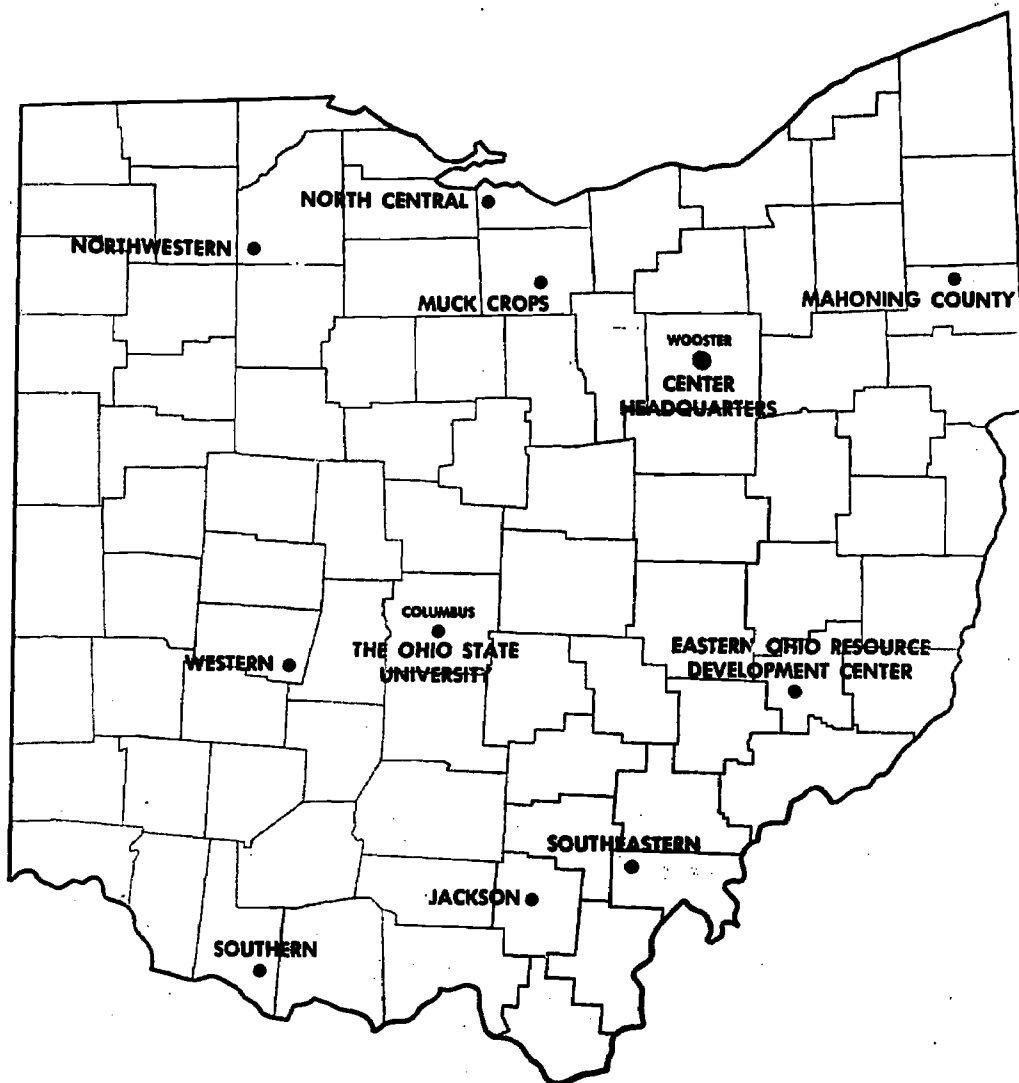 NORTH CENTRAL
NORTHWESTERN
MUCK CROPS
MAHONING COUNTY
WOOSTER
CENTER
HEADQUARTERS
COLUMBUS
THE OHIO STATE
UNIVERSITY
WESTERN
EASTERN OHIO RESOURCE
DEVELOPMENT CENTER
SOUTHEASTERN
JACKSON
SOUTHERN